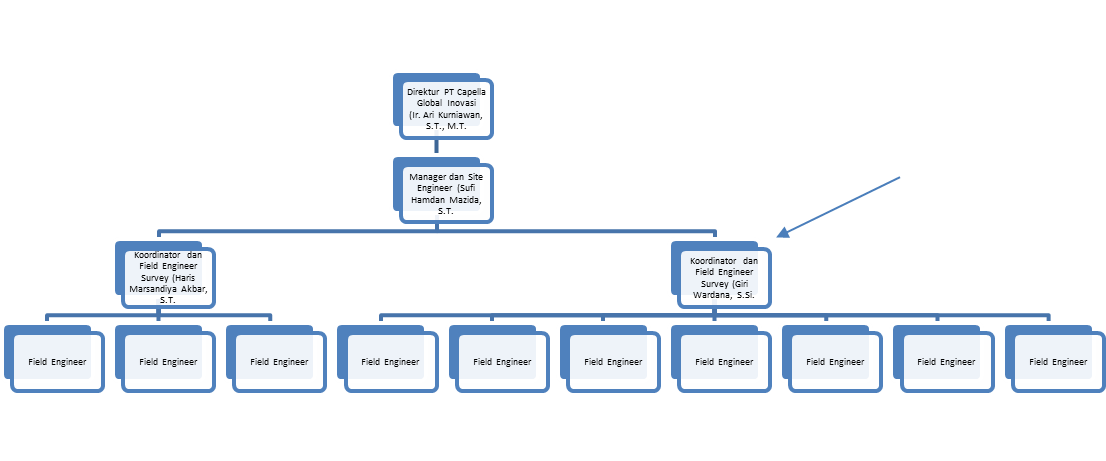 Direktur PT Capella
Global Inovasi
(Ir. Ari Kurniawan,
S.T., M.T.
Manager dan Site
Engineer (Sufi
Hamdan Mazida,
S.T.
Koordinator dan
Field Engineer
Survey (Haris
Marsandiya Akbar,
S.T.
Koordinator dan
Field Engineer
Survey (Giri
Wardana, S.Si.
Field Engineer
Field Engineer
Field Engineer
Field Engineer
Field Engineer
Field Engineer
Field Engineer
Field Engineer
Field Engineer
Field Engineer